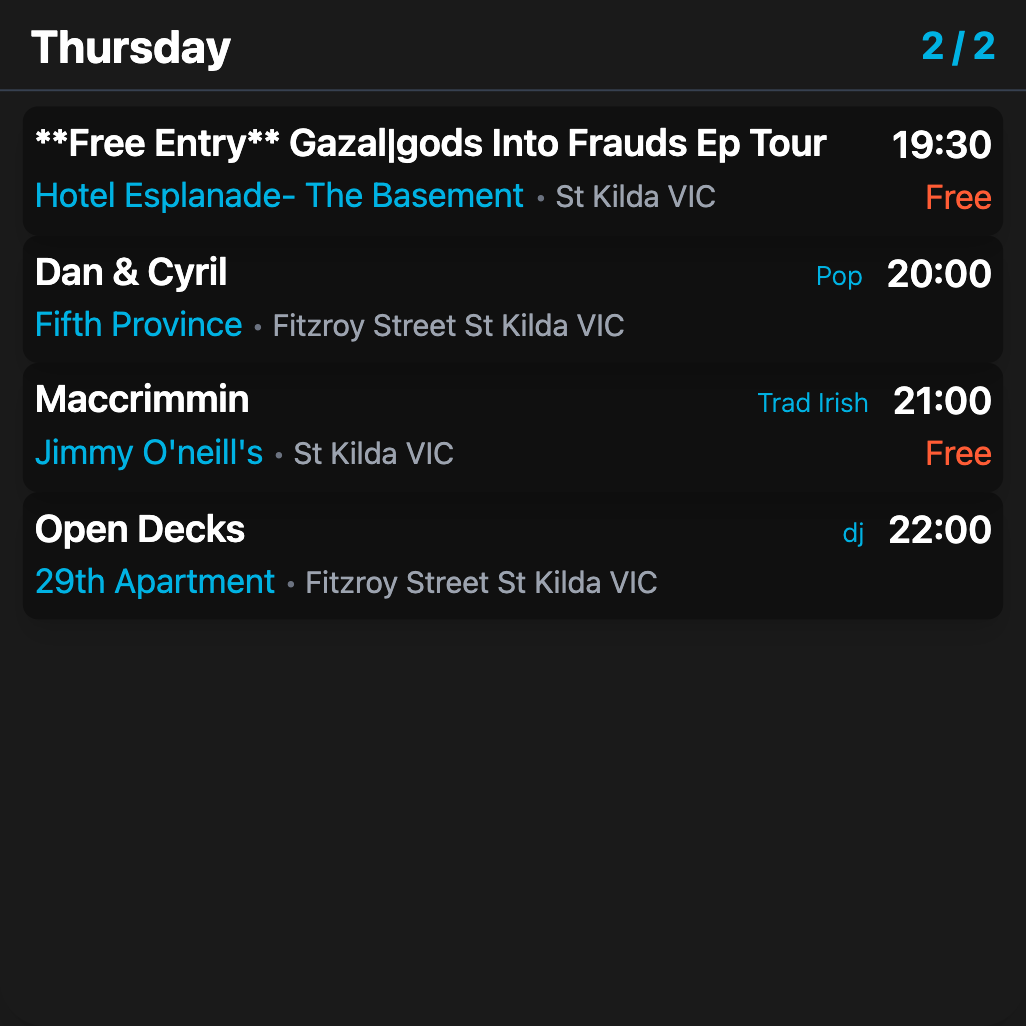 Thursday 2 / 2
**Free Entry** Gazal|gods Into Frauds Ep Tour 19:30
Hotel Esplanade- The Basement • St Kilda VIC Free
Dan & Cyril Pop 20:00
Fifth Province • Fitzroy Street St Kilda VIC
Maccrimmin Trad Irish 21:00
Jimmy O'neill's • St Kilda VIC Free
Open Decks dj 22:00
29th Apartment • Fitzroy Street St Kilda VIC